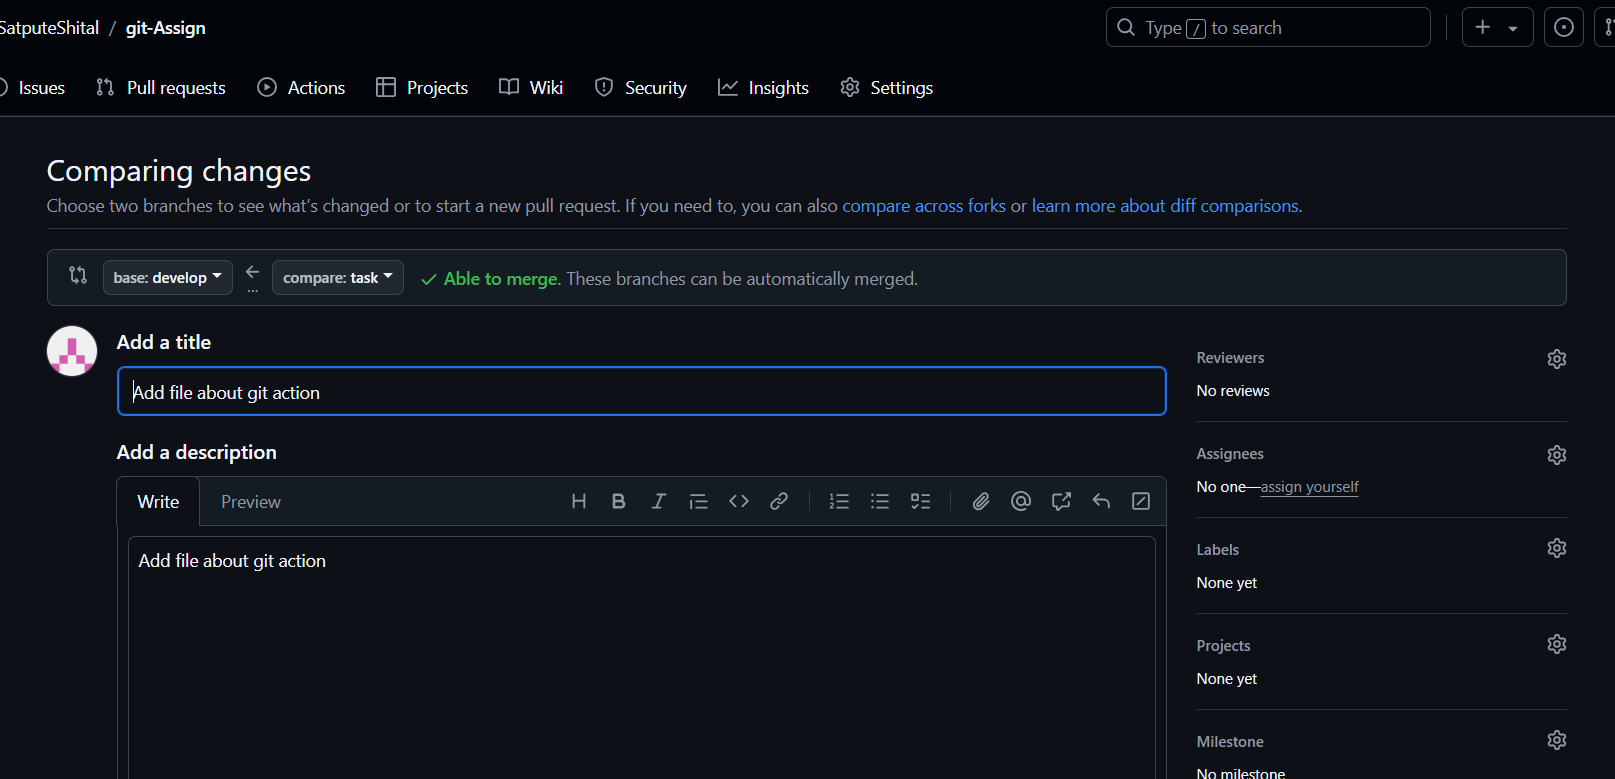 SatputeShital / git-Assign
Type / to search
Issues Pull requests Actions Projects Wiki Security Insights Settings
Comparing changes
Choose two branches to see what's changed or to start a new pull request. If you need to, you can also compare across forks or learn more about diff comparisons.
base: develop ... compare: task Able to merge. These branches can be automatically merged.
Add a title
Add file about git action
Add a description
Write Preview
Add file about git action
Reviewers
No reviews
Assignees
No one—assign yourself
Labels
None yet
Projects
None yet
Milestone
No milestone